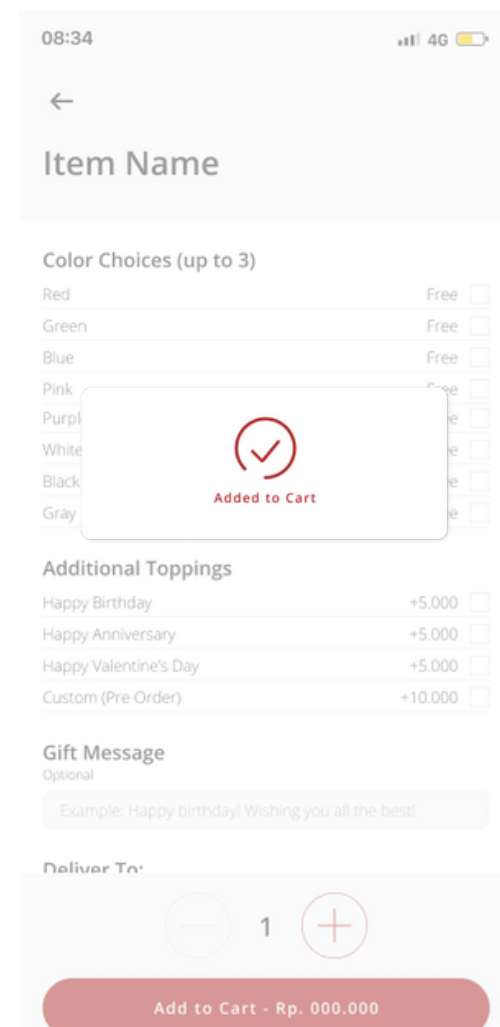 08:34 4G
Item Name
Color Choices (up to 3)
Red Free
Green Free
Blue Free
Pink Free
Purpl
White
Black
Gray
Added to Cart
Additional Toppings
Happy Birthday +5.000
Happy Anniversary +5.000
Happy Valentine's Day +5.000
Custom (Pre Order) +10.000
Gift Message
Optional
Example: Happy birthday! Wishing you all the best!
Deliver To:
1
Add to Cart - Rp. 000.000